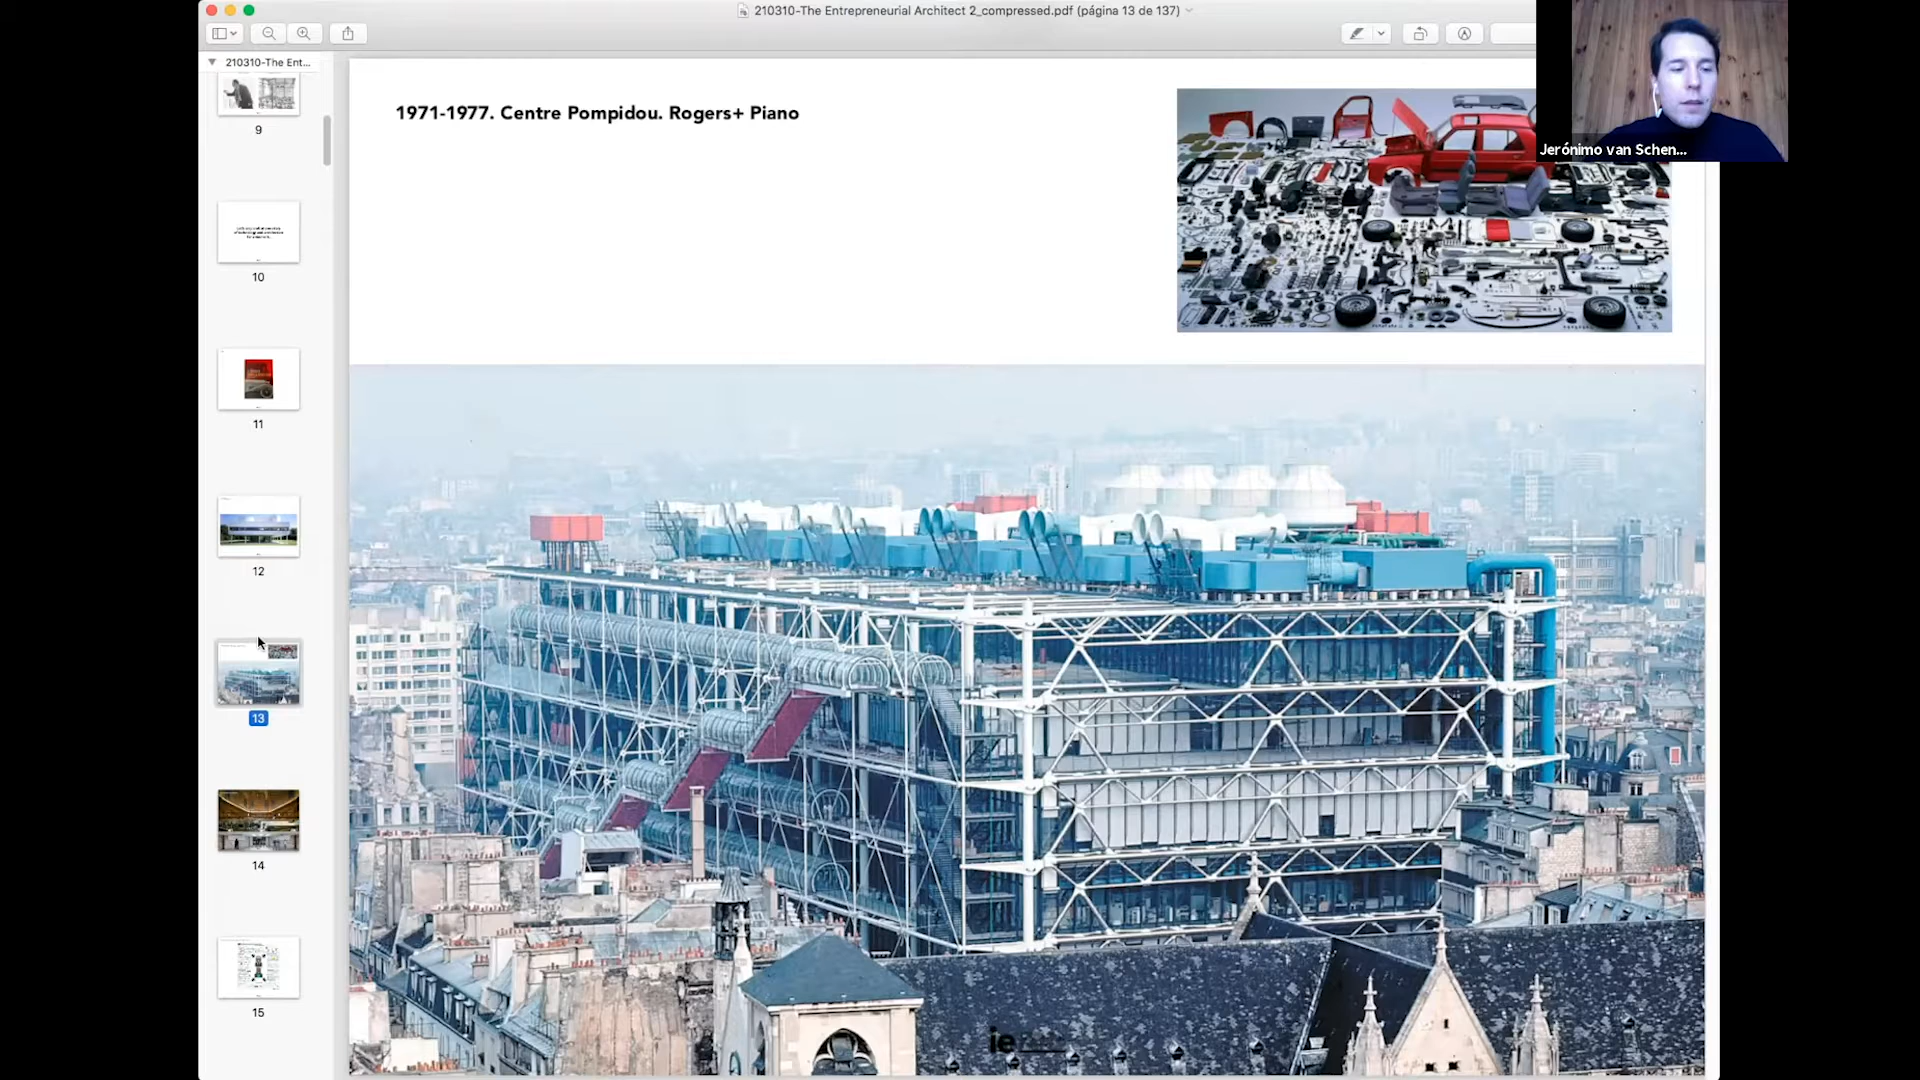 210310-The Entrepreneurial Architect 2_compressed.pdf (página 13 de 137)
210310-The Ent...
9
10
11
12
13
14
15
1971-1977. Centre Pompidou. Rogers+ Piano
Jerónimo van Schen...
ie